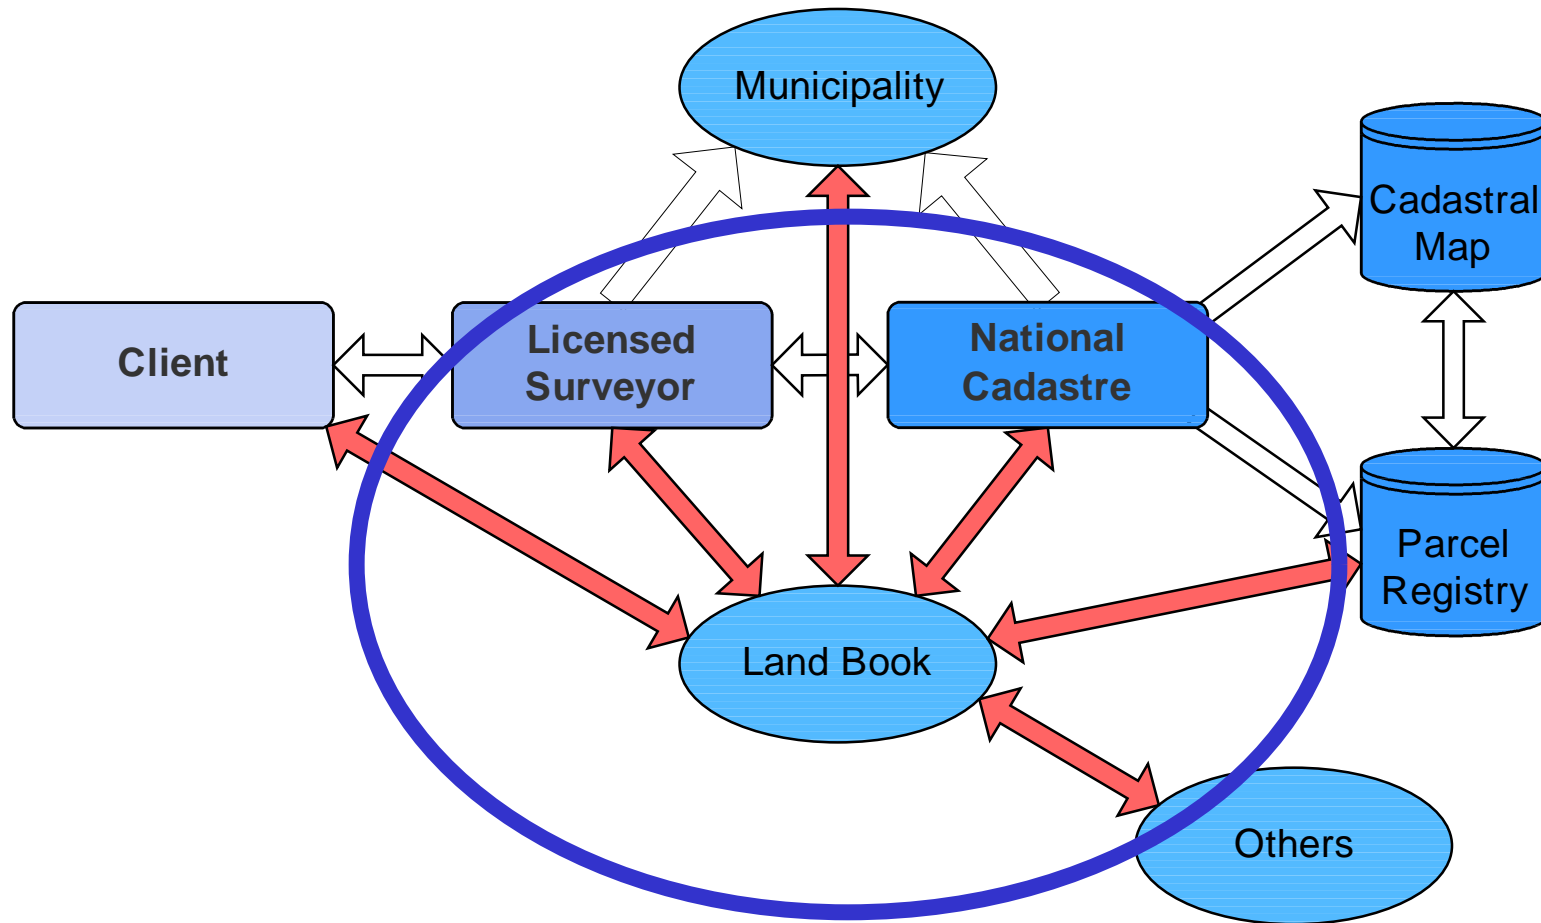 Municipality
Cadastral
Map
Client
Licensed
Surveyor
National
Cadastre
Parcel
Registry
Land Book
Others